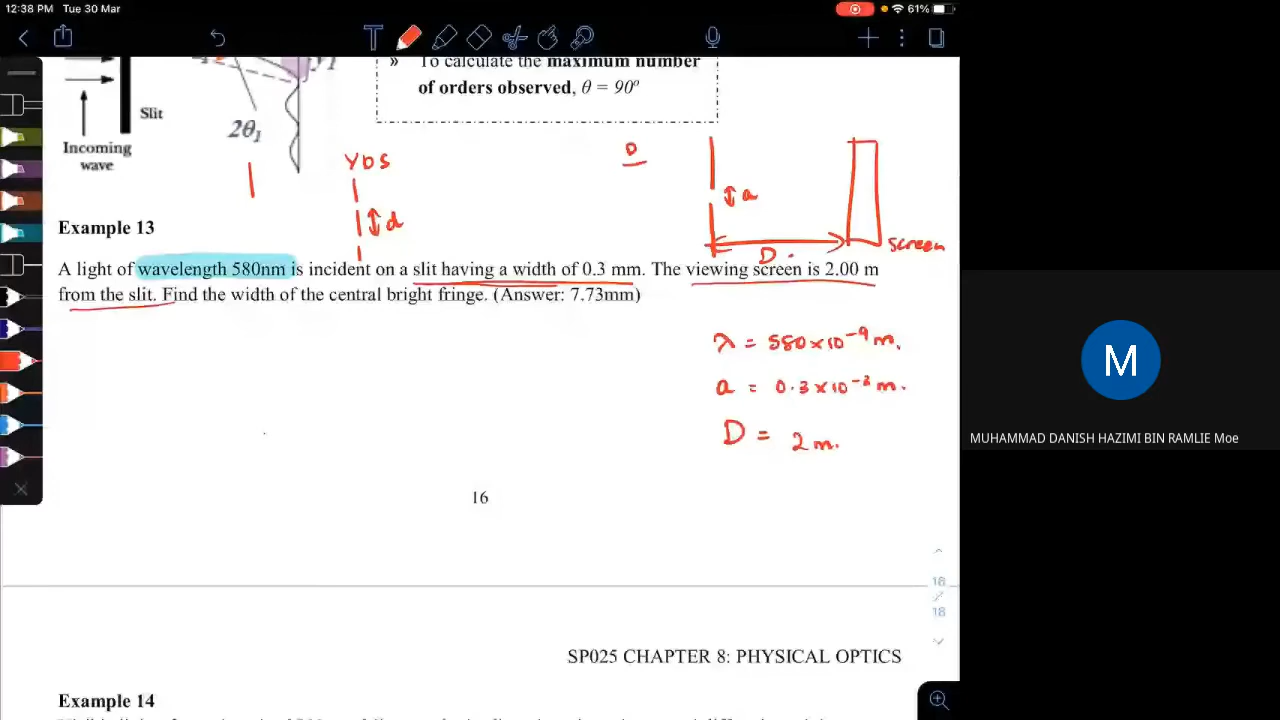 12:38 PM Tue 30 Mar
61%
» To calculate the maximum number
of orders observed, θ = 90°
Slit
2θ₁
Incoming
wave
YDS
d
a
D
screen
Example 13
A light of wavelength 580nm is incident on a slit having a width of 0.3 mm. The viewing screen is 2.00 m
from the slit. Find the width of the central bright fringe. (Answer: 7.73mm)
λ = 580×10⁻⁹ m.
a = 0.3×10⁻³ m.
D = 2m.
16
M
MUHAMMAD DANISH HAZIMI BIN RAMLIE Moe
18
18
SP025 CHAPTER 8: PHYSICAL OPTICS
Example 14